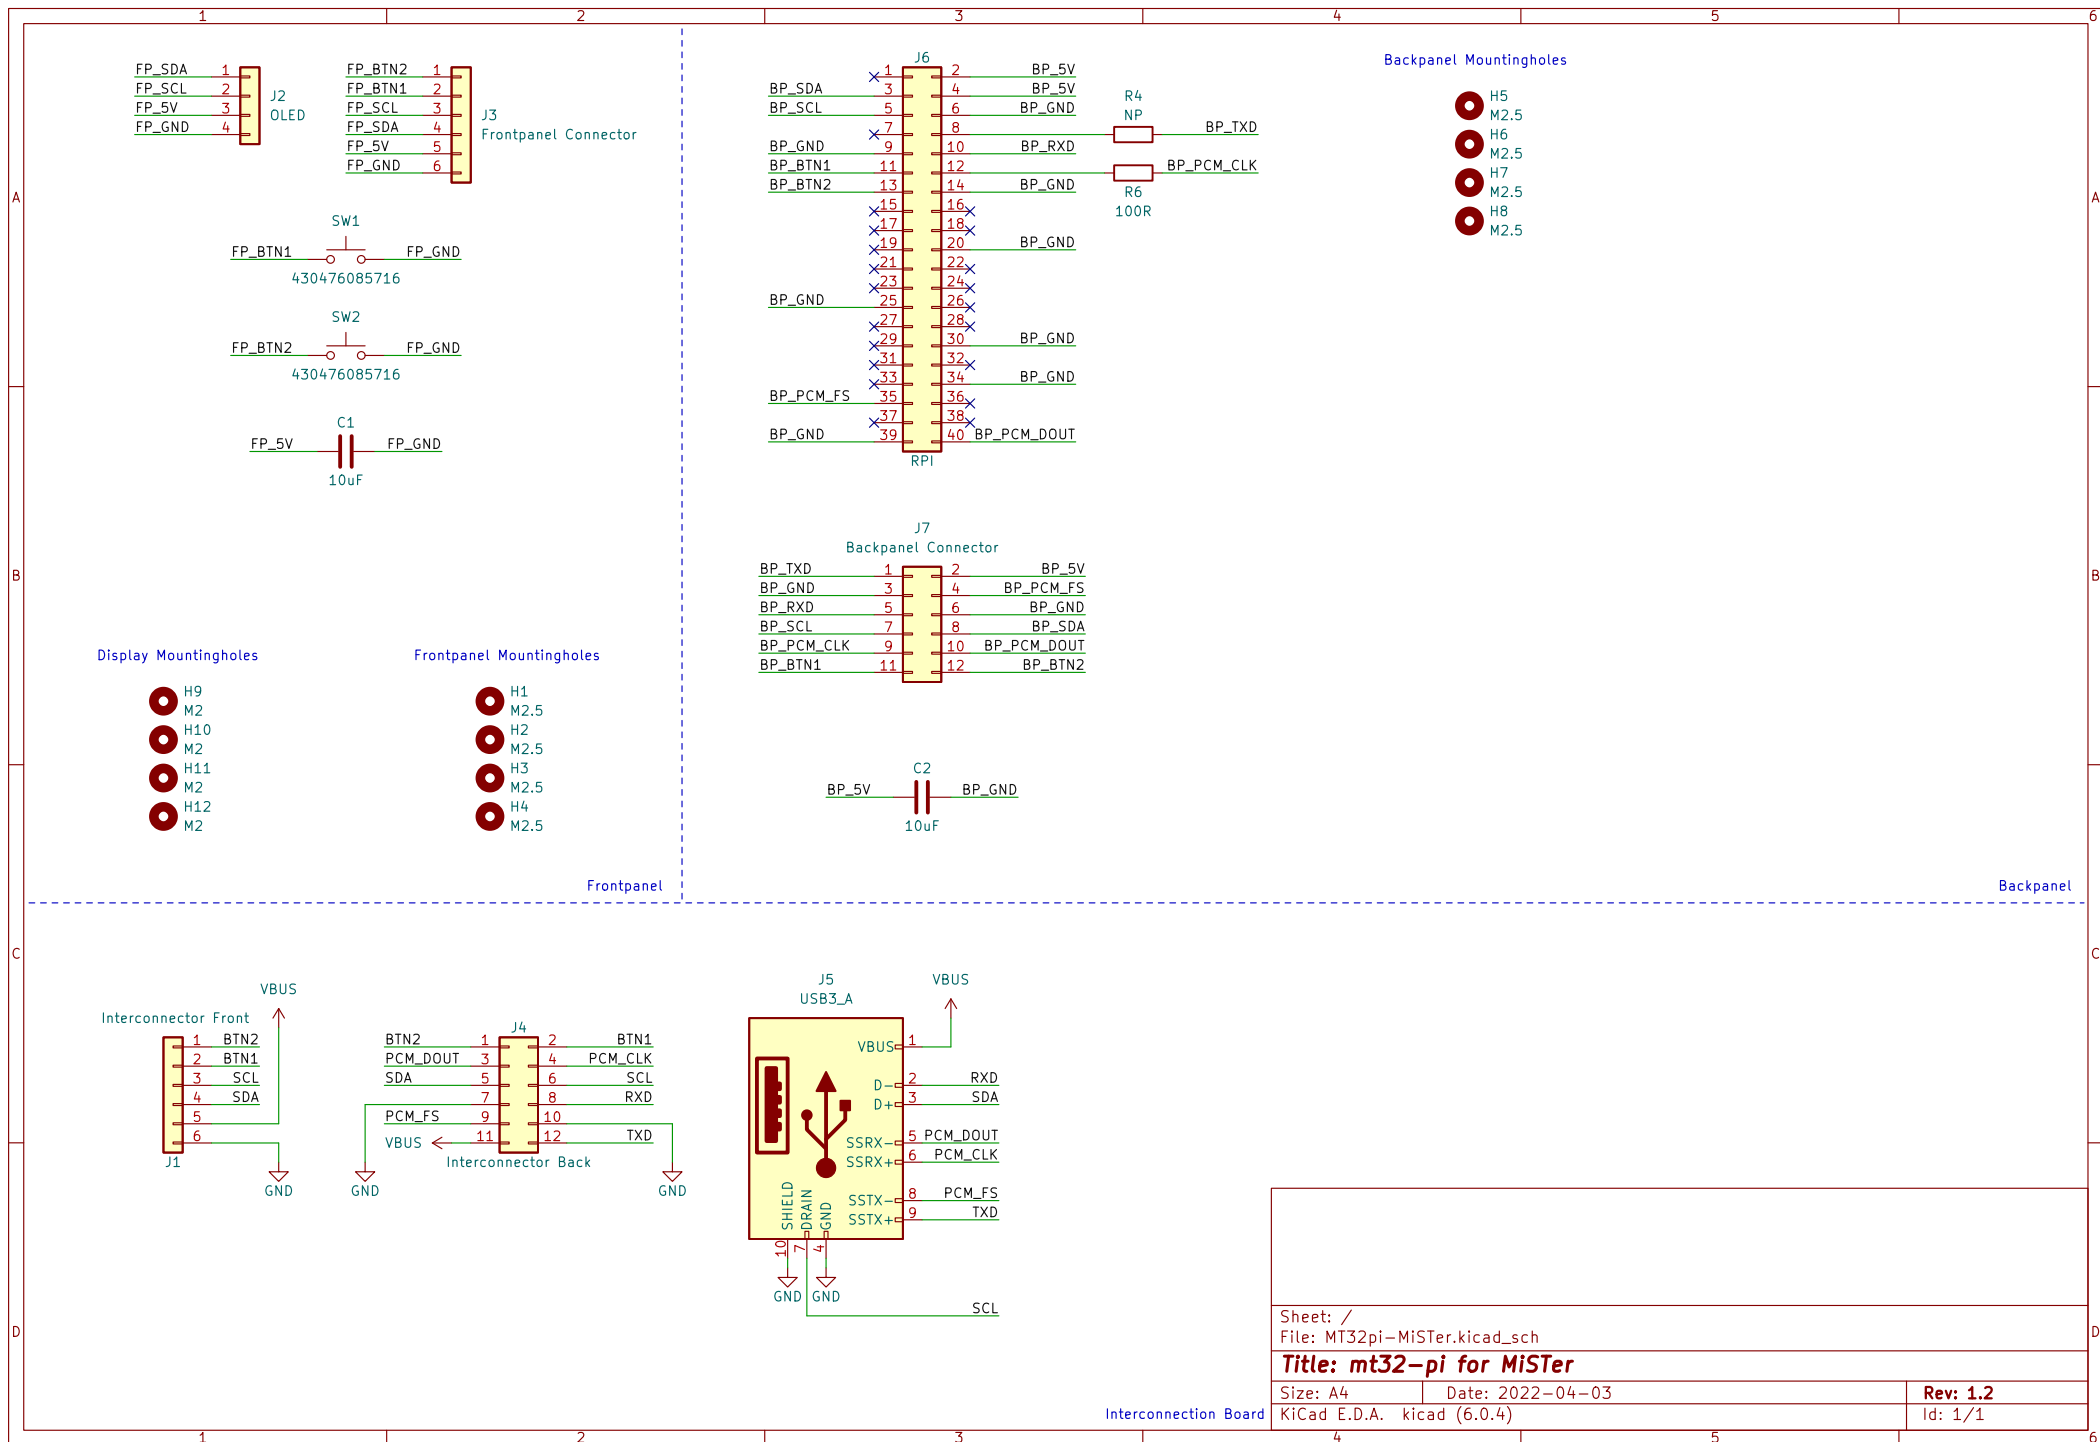 1 2 3 4 5 6
A A
B B
C C
D D
1 2 3 4 5 6
FP_SDA 1
FP_SCL 2
FP_5V 3
FP_GND 4
J2
OLED
FP_BTN2 1
FP_BTN1 2
FP_SCL 3
FP_SDA 4
FP_5V 5
FP_GND 6
J3
Frontpanel Connector
SW1
FP_BTN1 FP_GND
430476085716
SW2
FP_BTN2 FP_GND
430476085716
C1
FP_5V FP_GND
10uF
Display Mountingholes
H9
M2
H10
M2
H11
M2
H12
M2
Frontpanel Mountingholes
H1
M2.5
H2
M2.5
H3
M2.5
H4
M2.5
Frontpanel
J6
1 2 BP_5V
BP_SDA 3 4 BP_5V
BP_SCL 5 6 BP_GND
7 8
BP_GND 9 10 BP_RXD
BP_BTN1 11 12
BP_BTN2 13 14 BP_GND
15 16
17 18
19 20 BP_GND
21 22
23 24
BP_GND 25 26
27 28
29 30 BP_GND
31 32
33 34 BP_GND
BP_PCM_FS 35 36
37 38
BP_GND 39 40 BP_PCM_DOUT
RPI
R4
NP
BP_TXD
BP_PCM_CLK
R6
100R
Backpanel Mountingholes
H5
M2.5
H6
M2.5
H7
M2.5
H8
M2.5
J7
Backpanel Connector
BP_TXD 1 2 BP_5V
BP_GND 3 4 BP_PCM_FS
BP_RXD 5 6 BP_GND
BP_SCL 7 8 BP_SDA
BP_PCM_CLK 9 10 BP_PCM_DOUT
BP_BTN1 11 12 BP_BTN2
C2
BP_5V BP_GND
10uF
Backpanel
VBUS
Interconnector Front
1 BTN2
2 BTN1
3 SCL
4 SDA
5
6
J1
GND
J4
BTN2 1 2 BTN1
PCM_DOUT 3 4 PCM_CLK
SDA 5 6 SCL
7 8 RXD
PCM_FS 9 10
VBUS 11 12 TXD
Interconnector Back
GND GND
J5
USB3_A
VBUS
VBUS 1
D- 2 RXD
D+ 3 SDA
SSRX- 5 PCM_DOUT
SSRX+ 6 PCM_CLK
SSTX- 8 PCM_FS
SSTX+ 9 TXD
SHIELD DRAIN GND
10 7 4
GND GND
SCL
Interconnection Board
Sheet: /
File: MT32pi-MiSTer.kicad_sch
Title: mt32-pi for MiSTer
Size: A4 Date: 2022-04-03 Rev: 1.2
KiCad E.D.A. kicad (6.0.4) Id: 1/1